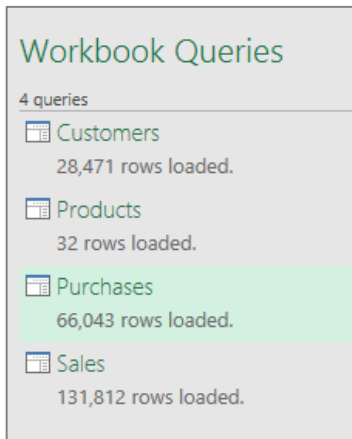 Workbook Queries
4 queries
Customers
28,471 rows loaded.
Products
32 rows loaded.
Purchases
66,043 rows loaded.
Sales
131,812 rows loaded.